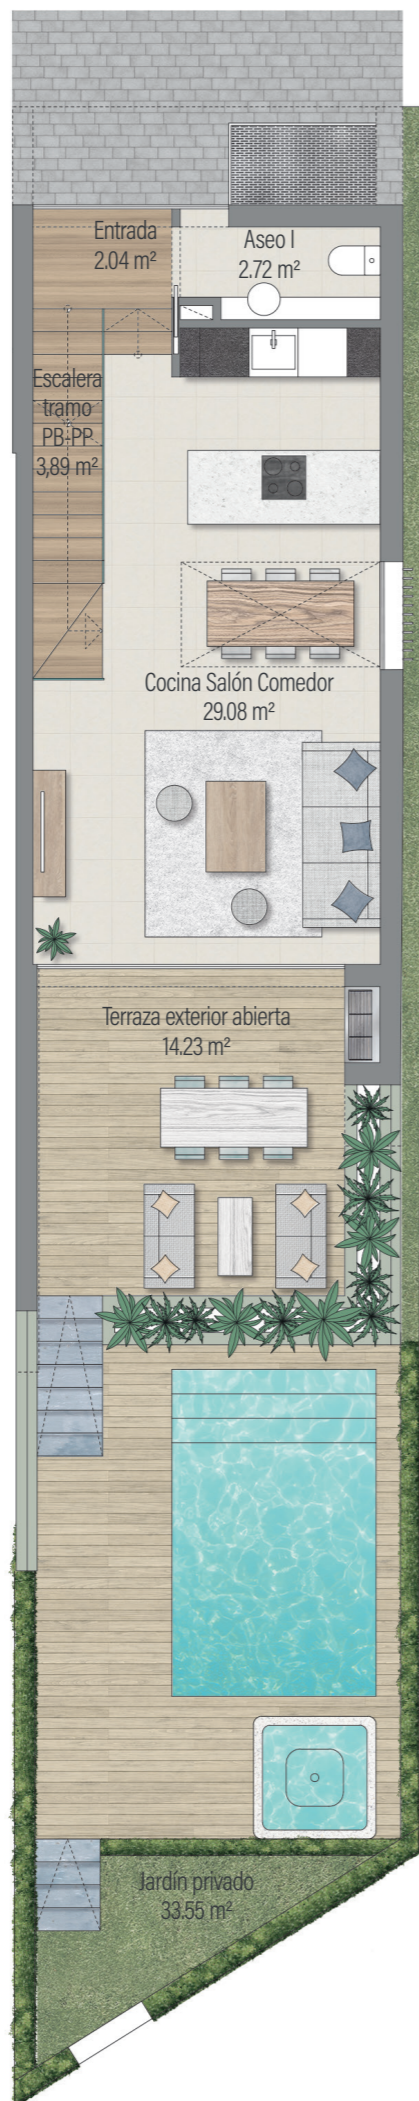 Entrada
2.04 m²
Aseo I
2.72 m²
Escalera
tramo
PB-PP
3,89 m²
Cocina Salón Comedor
29.08 m²
Terraza exterior abierta
14.23 m²
Jardín privado
33.55 m²